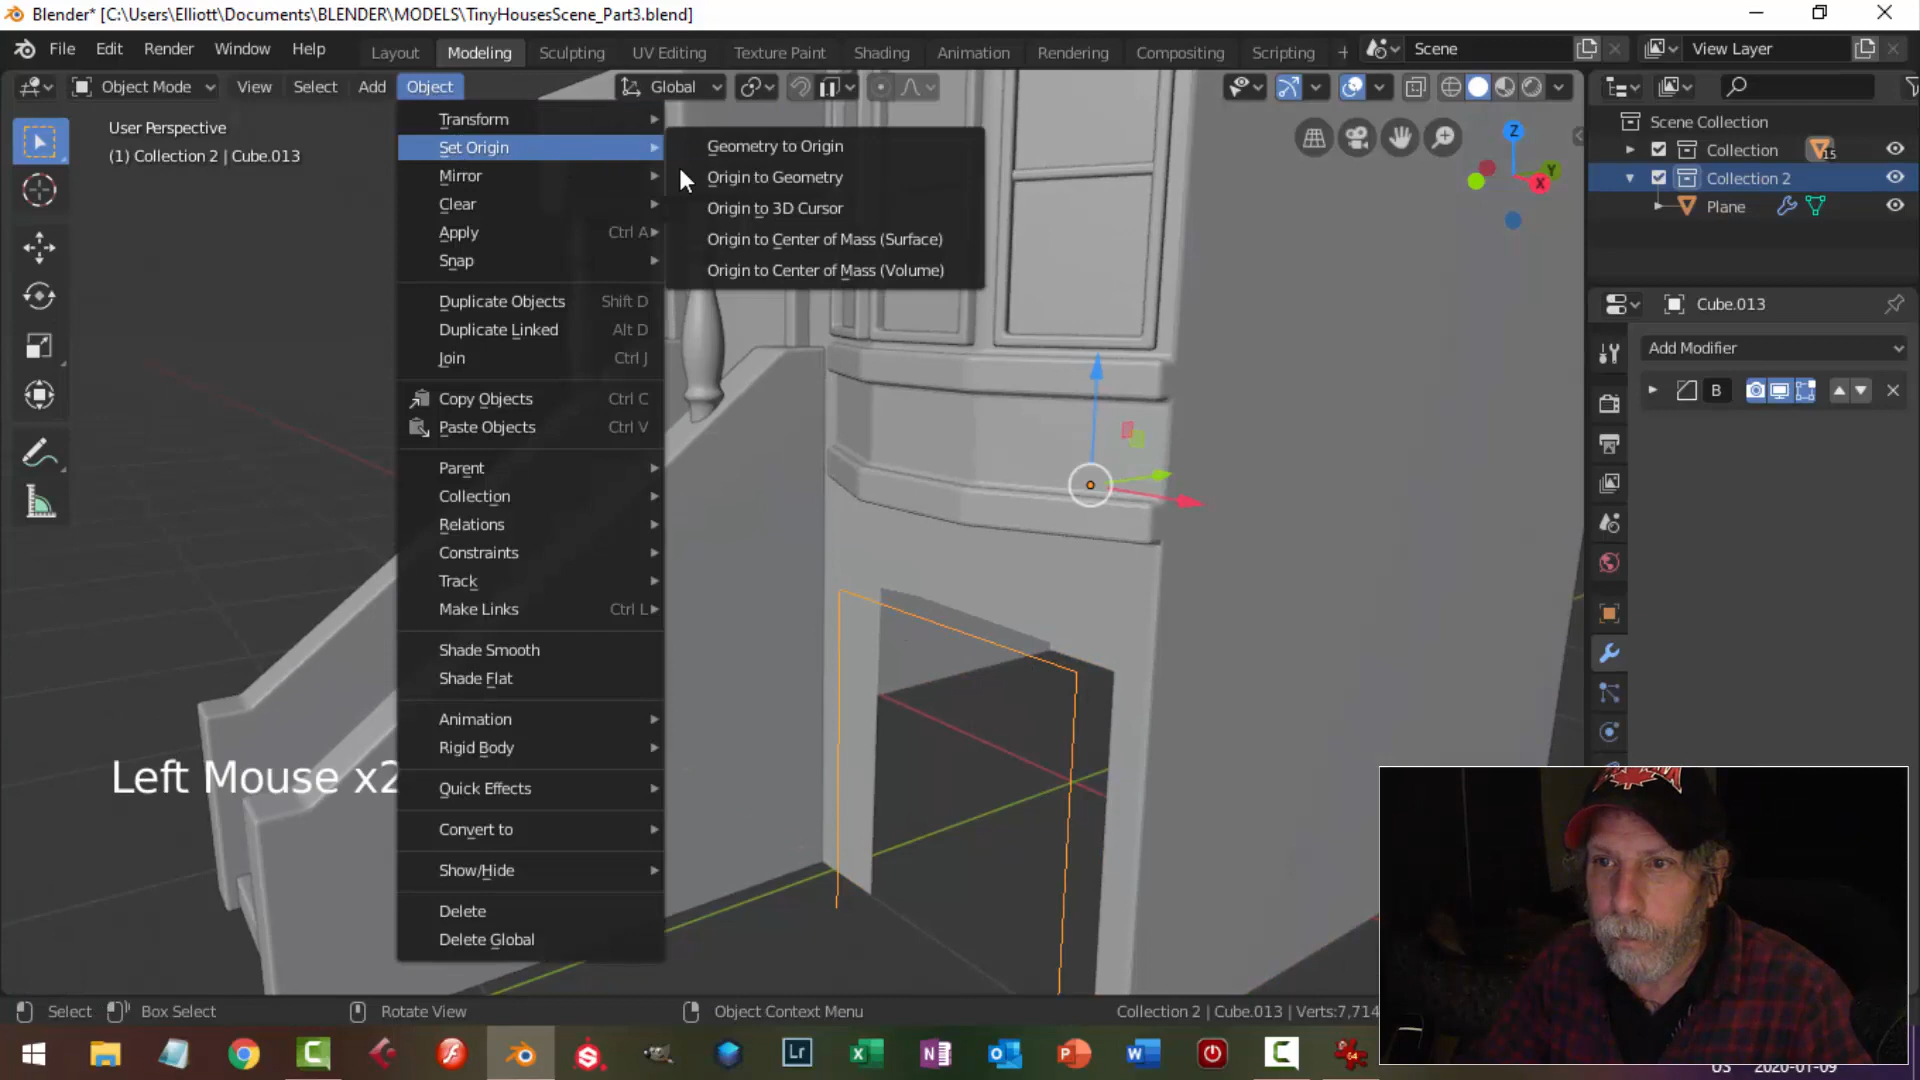 Blender* [C:\Users\Elliott\Documents\BLENDER\MODELS\TinyHousesScene_Part3.blend]
File Edit Render Window Help
Layout Modeling Sculpting UV Editing Texture Paint Shading Animation Rendering Compositing Scripting +
Scene
View Layer
Object Mode View Select Add Object
Global
User Perspective
(1) Collection 2 | Cube.013
Transform
Set Origin
Mirror
Clear
Apply Ctrl A
Snap
Duplicate Objects Shift D
Duplicate Linked Alt D
Join Ctrl J
Copy Objects Ctrl C
Paste Objects Ctrl V
Parent
Collection
Relations
Constraints
Track
Make Links Ctrl L
Shade Smooth
Shade Flat
Animation
Rigid Body
Quick Effects
Convert to
Show/Hide
Delete
Delete Global
Geometry to Origin
Origin to Geometry
Origin to 3D Cursor
Origin to Center of Mass (Surface)
Origin to Center of Mass (Volume)
Z
Y
X
Scene Collection
Collection 15
Collection 2
Plane
Cube.013
Add Modifier
B
Left Mouse x2
Select Box Select Rotate View Object Context Menu Collection 2 | Cube.013 | Verts:7,714
Lr
64
US 2020-01-09